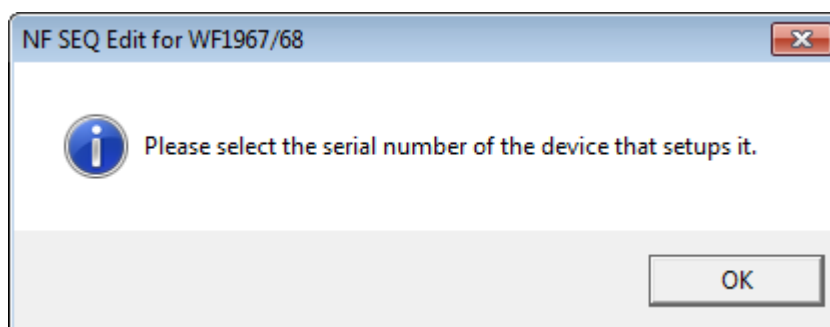 NF SEQ Edit for WF1967/68
Please select the serial number of the device that setups it.
OK